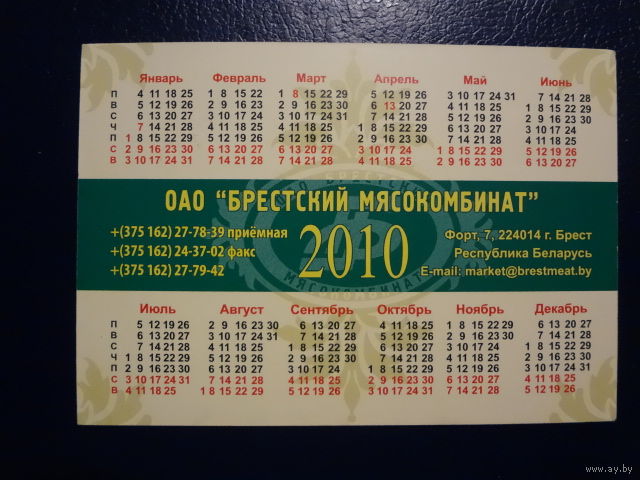 Январь Февраль Март Апрель Май Июнь
П 4 11 18 25 1 8 15 22 1 8 15 22 29 5 12 19 26 3 10 17 24 31 7 14 21 28
В 5 12 19 26 2 9 16 23 2 9 16 23 30 6 13 20 27 4 11 18 25 1 8 15 22 29
С 6 13 20 27 3 10 17 24 3 10 17 24 31 7 14 21 28 5 12 19 26 2 9 16 23 30
Ч 7 14 21 28 4 11 18 25 4 11 18 25 1 8 15 22 29 6 13 20 27 3 10 17 24
П 1 8 15 22 29 5 12 19 26 5 12 19 26 2 9 16 23 30 7 14 21 28 4 11 18 25
С 2 9 16 23 30 6 13 20 27 6 13 20 27 3 10 17 24 1 8 15 22 29 5 12 19 26
В 3 10 17 24 31 7 14 21 28 7 14 21 28 4 11 18 25 2 9 16 23 30 6 13 20 27
ОАО "БРЕСТСКИЙ МЯСОКОМБИНАТ"
+(375 162) 27-78-39 приёмная
+(375 162) 24-37-02 факс
+(375 162) 27-79-42
ОАО БРЕСТСКИЙ
2010
МЯСОКОМБИНАТ
Форт, 7, 224014 г. Брест
Республика Беларусь
E-mail: market@brestmeat.by
Июль Август Сентябрь Октябрь Ноябрь Декабрь
П 5 12 19 26 2 9 16 23 30 6 13 20 27 4 11 18 25 1 8 15 22 29 6 13 20 27
В 6 13 20 27 3 10 17 24 31 7 14 21 28 5 12 19 26 2 9 16 23 30 7 14 21 28
С 7 14 21 28 4 11 18 25 1 8 15 22 29 6 13 20 27 3 10 17 24 1 8 15 22 29
Ч 1 8 15 22 29 5 12 19 26 2 9 16 23 30 7 14 21 28 4 11 18 25 2 9 16 23 30
П 2 9 16 23 30 6 13 20 27 3 10 17 24 1 8 15 22 29 5 12 19 26 3 10 17 24 31
С 3 10 17 24 31 7 14 21 28 4 11 18 25 2 9 16 23 30 6 13 20 27 4 11 18 25
В 4 11 18 25 1 8 15 22 29 5 12 19 26 3 10 17 24 31 7 14 21 28 5 12 19 26
www.ay.by